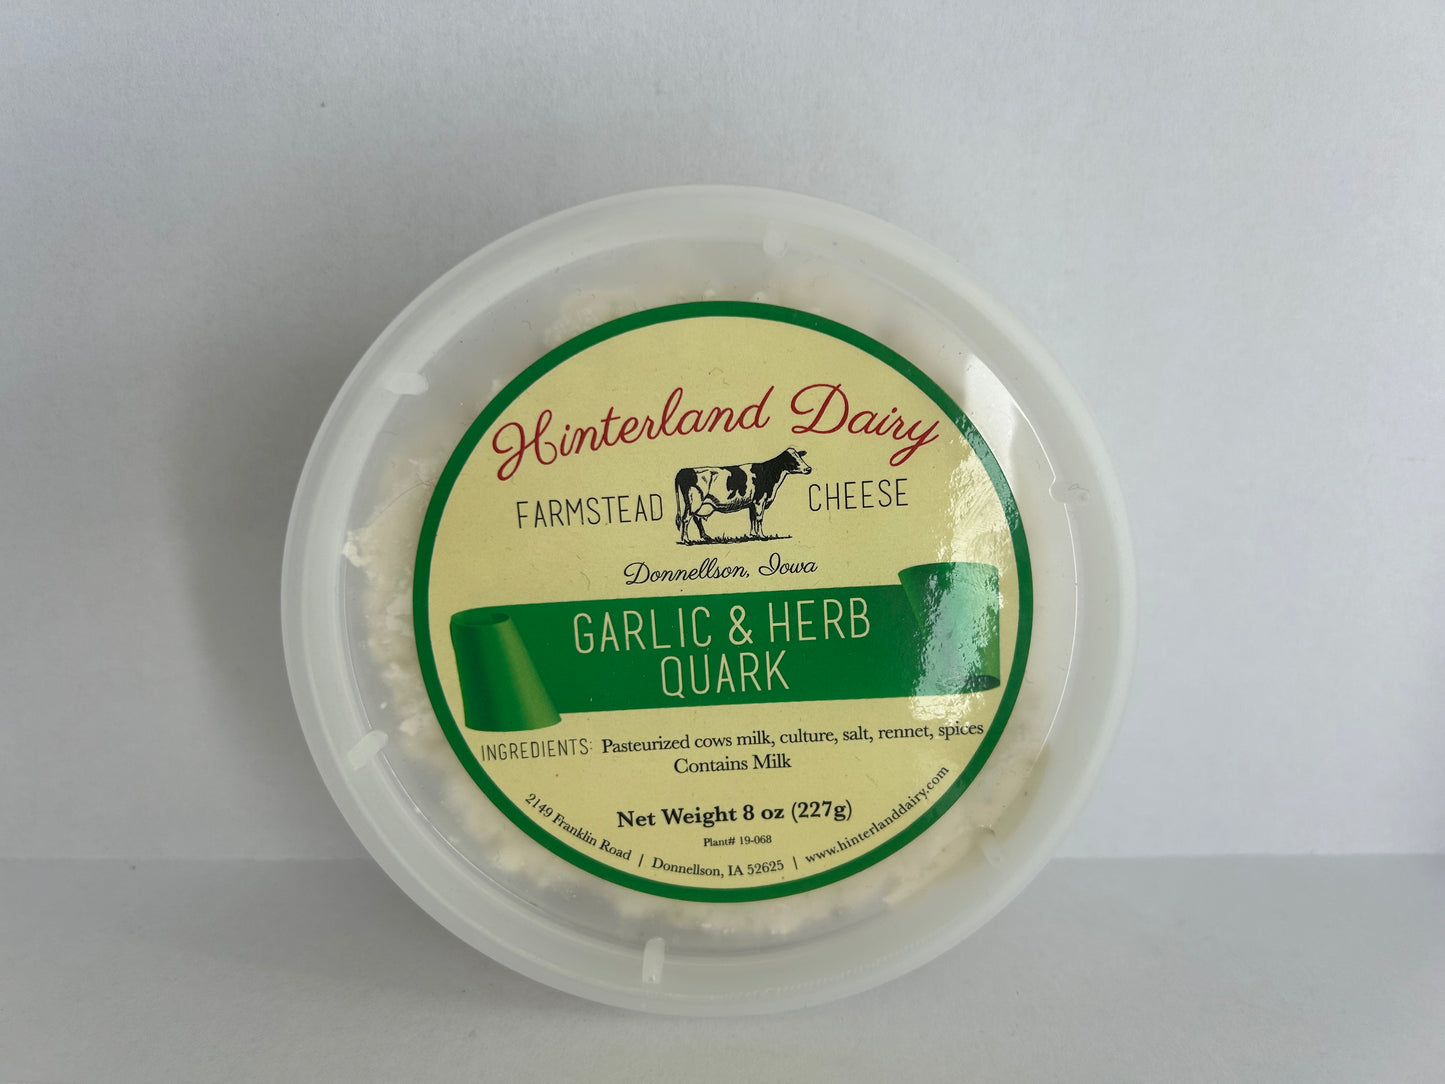 Hinterland Dairy
FARMSTEAD CHEESE
Donnellson, Iowa
GARLIC & HERB
QUARK
INGREDIENTS: Pasteurized cows milk, culture, salt, rennet, spices
Contains Milk
Net Weight 8 oz (227g)
Plant# 19-068
2149 Franklin Road | Donnellson, IA 52625 | www.hinterlanddairy.com